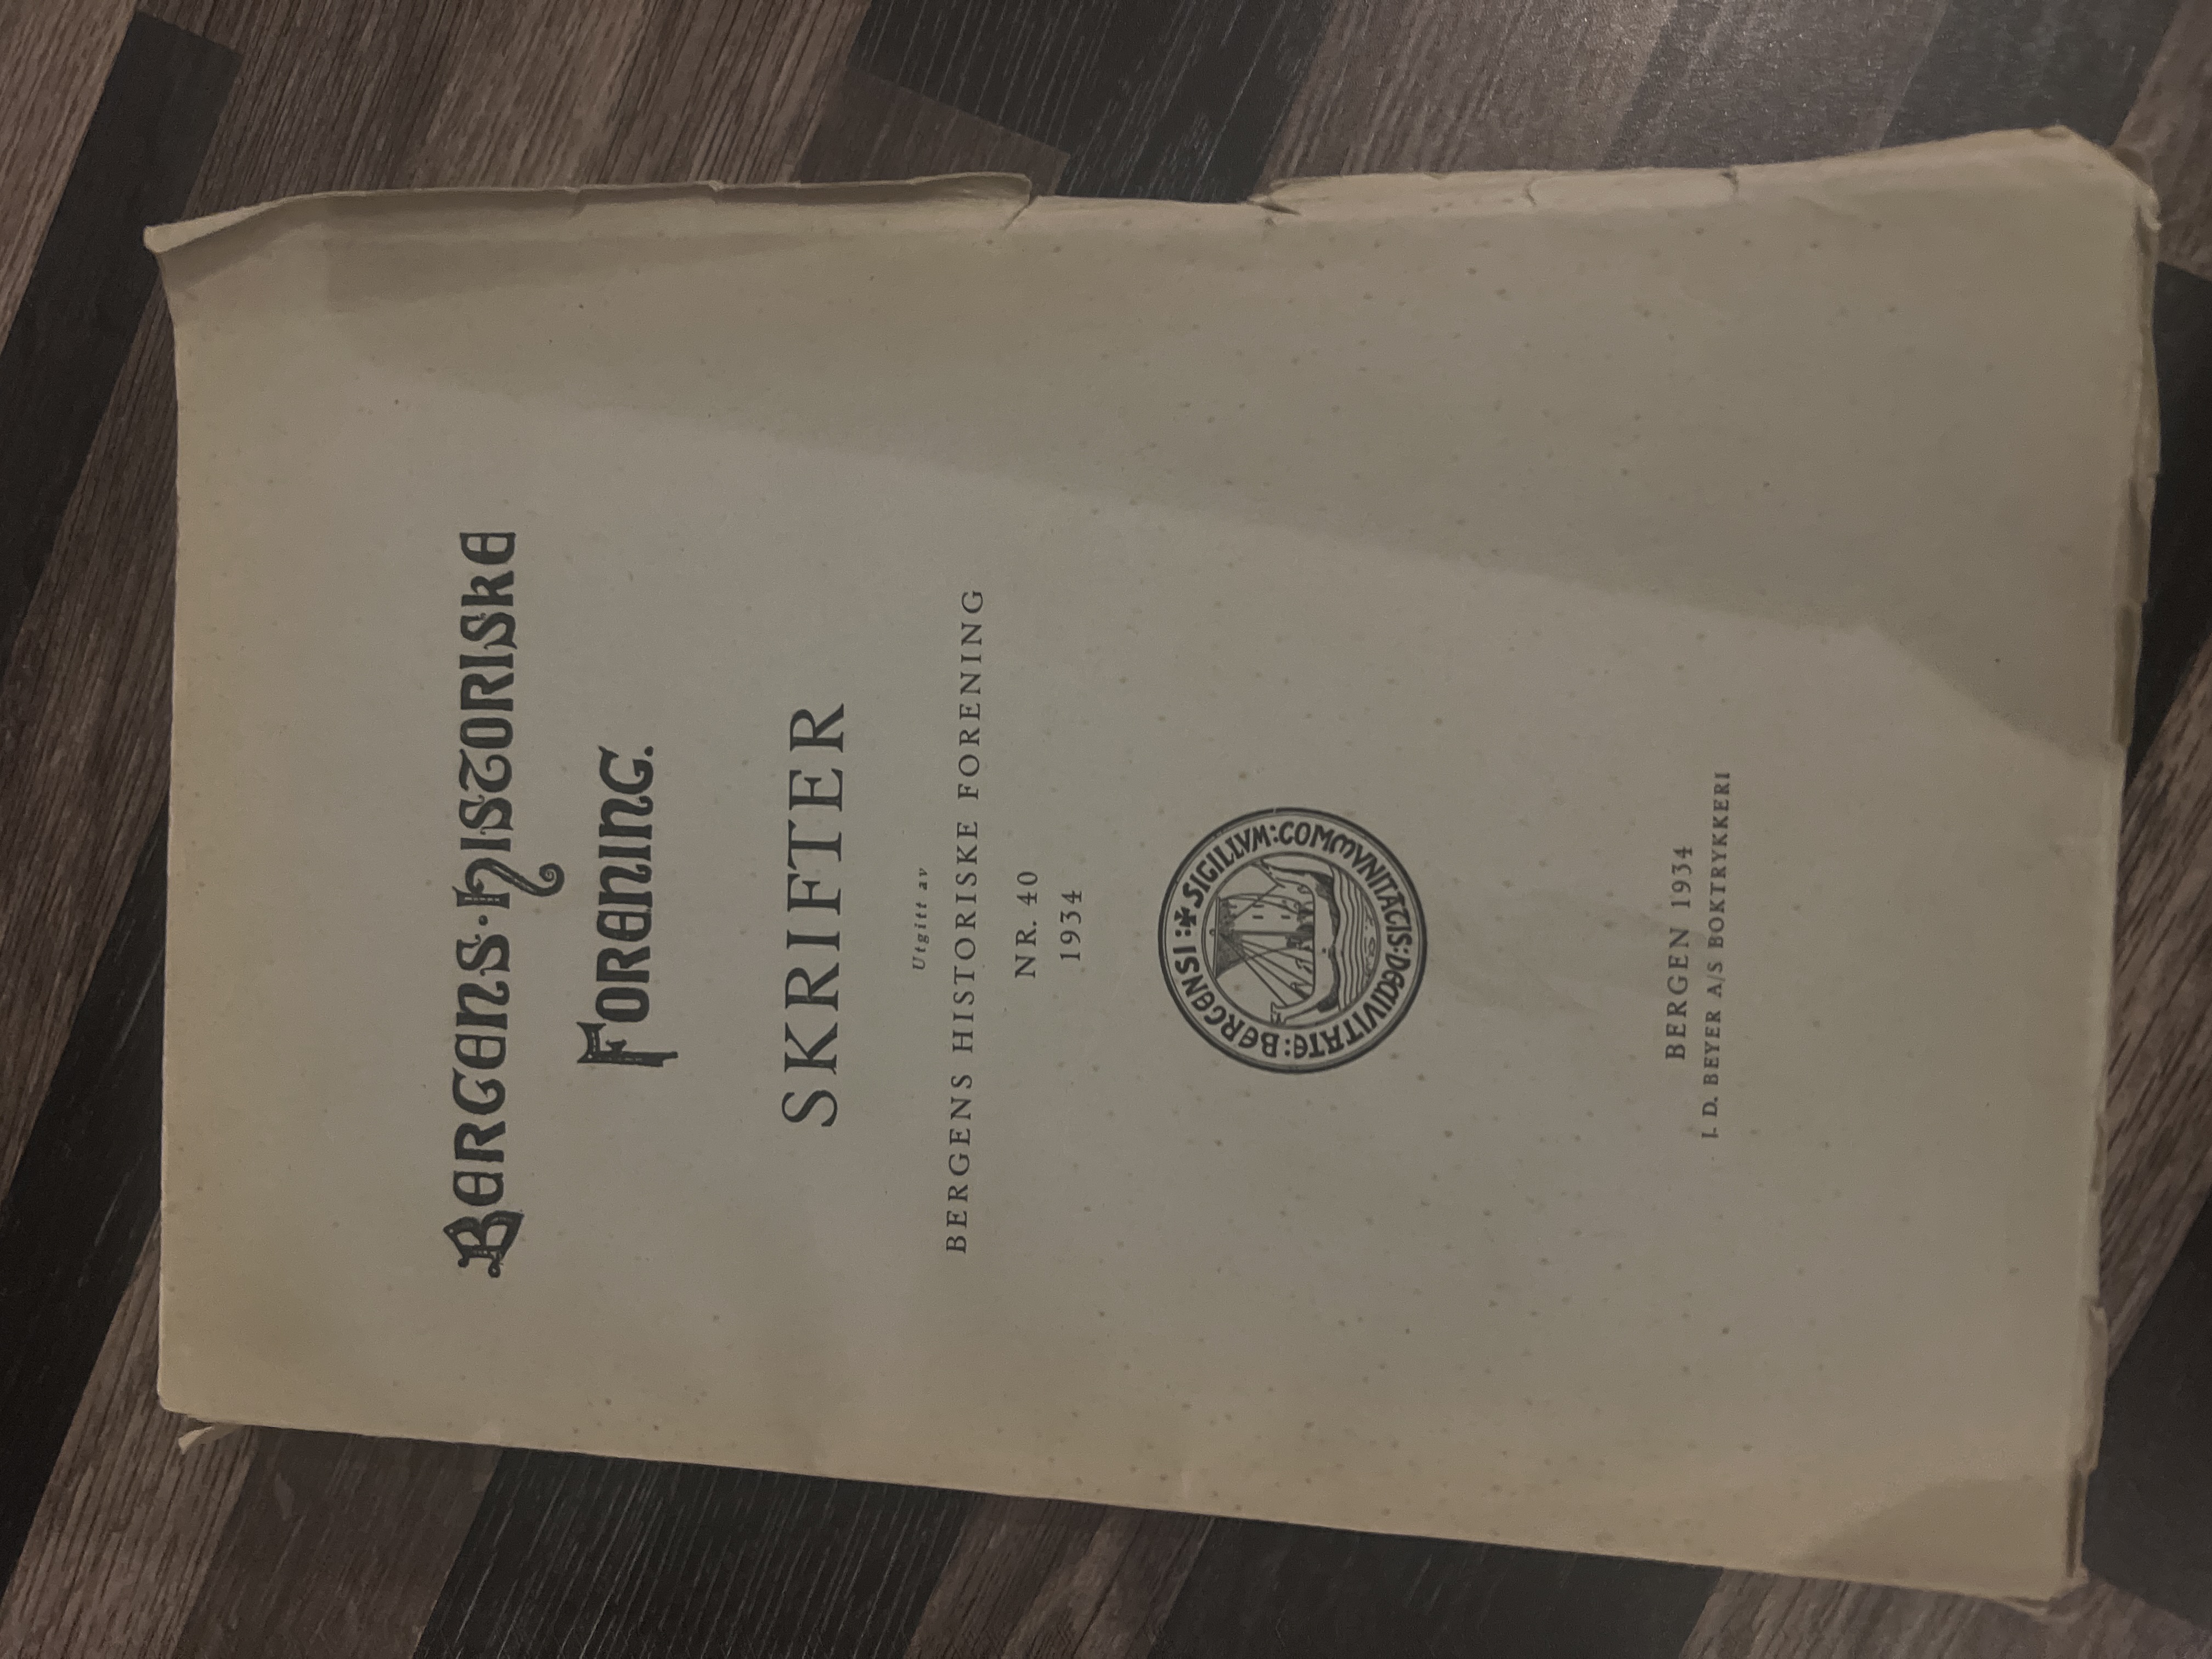 BERGENS·HISTORISKE
FORENING.
SKRIFTER
Utgitt av
BERGENS HISTORISKE FORENING
NR. 40
1934
SIGILLVM:COMMVNITATIS:DECIVITATE:BERGENSI:
BERGEN 1934
J. D. BEYER A/S BOKTRYKKERI